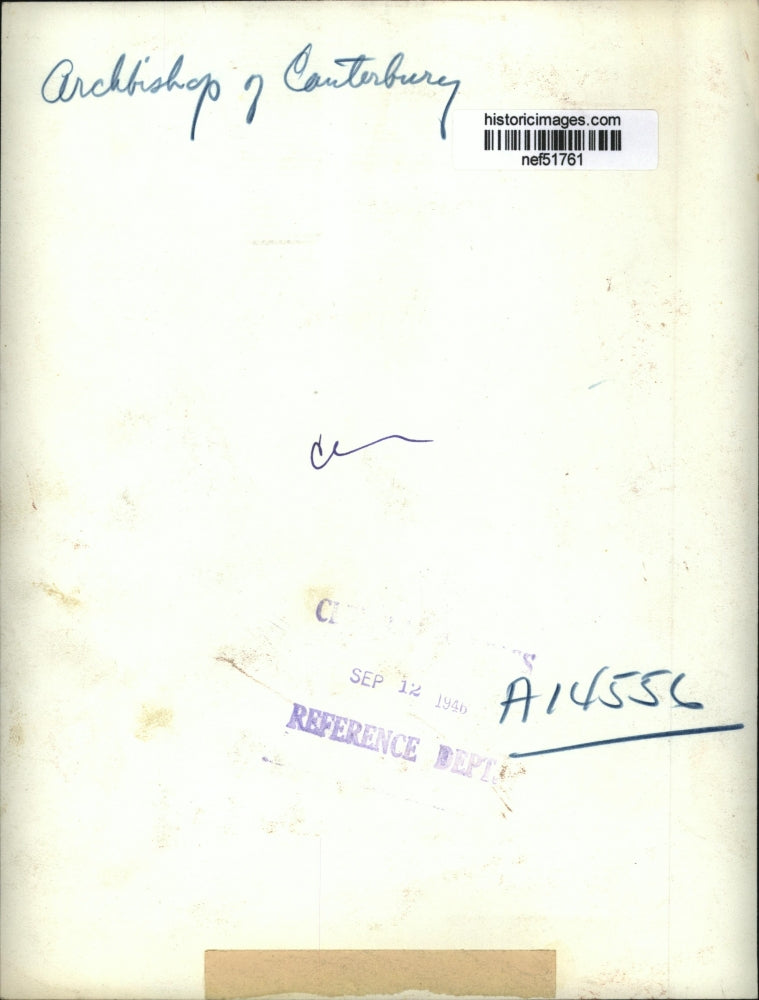 Archbishop of Canterbury
historicimages.com
nef51761
SEP 12 1946
REFERENCE DEPT.
A14556